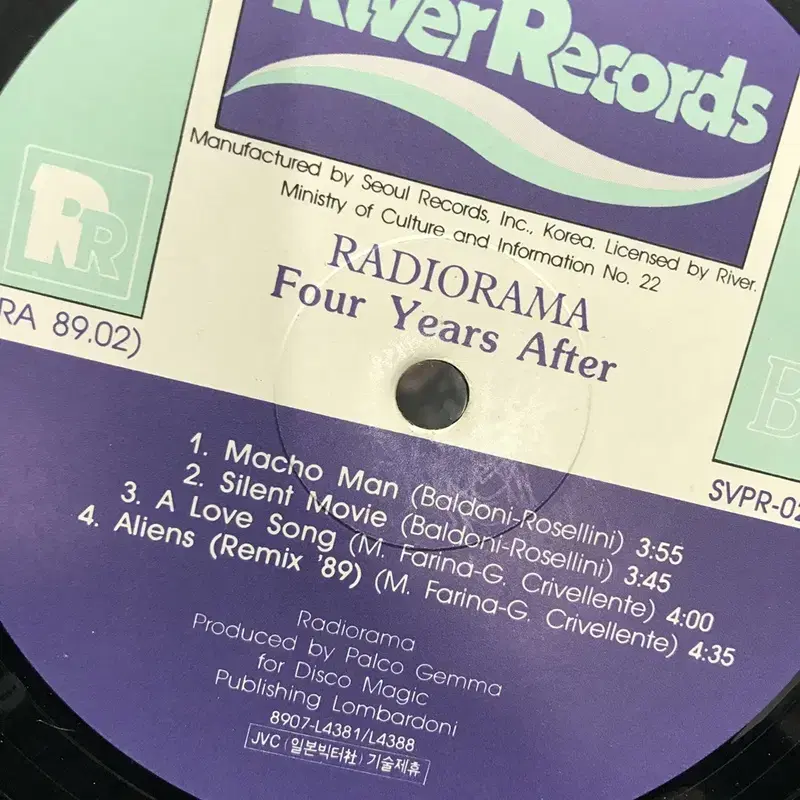 River Records
Manufactured by Seoul Records, Inc., Korea. Licensed by River.
Ministry of Culture and Information No. 22
RR
RADIORAMA
Four Years After
RA 89.02)
B
SVPR-02
1. Macho Man (Baldoni-Rosellini) 3:55
2. Silent Movie (Baldoni-Rosellini) 3:45
3. A Love Song (M. Farina-G. Crivellente) 4:00
4. Aliens (Remix '89) (M. Farina-G. Crivellente) 4:35
Radiorama
Produced by Palco Gemma
for Disco Magic
Publishing Lombardoni
8907-L4381/L4388
JVC (일본빅터社) 기술제휴